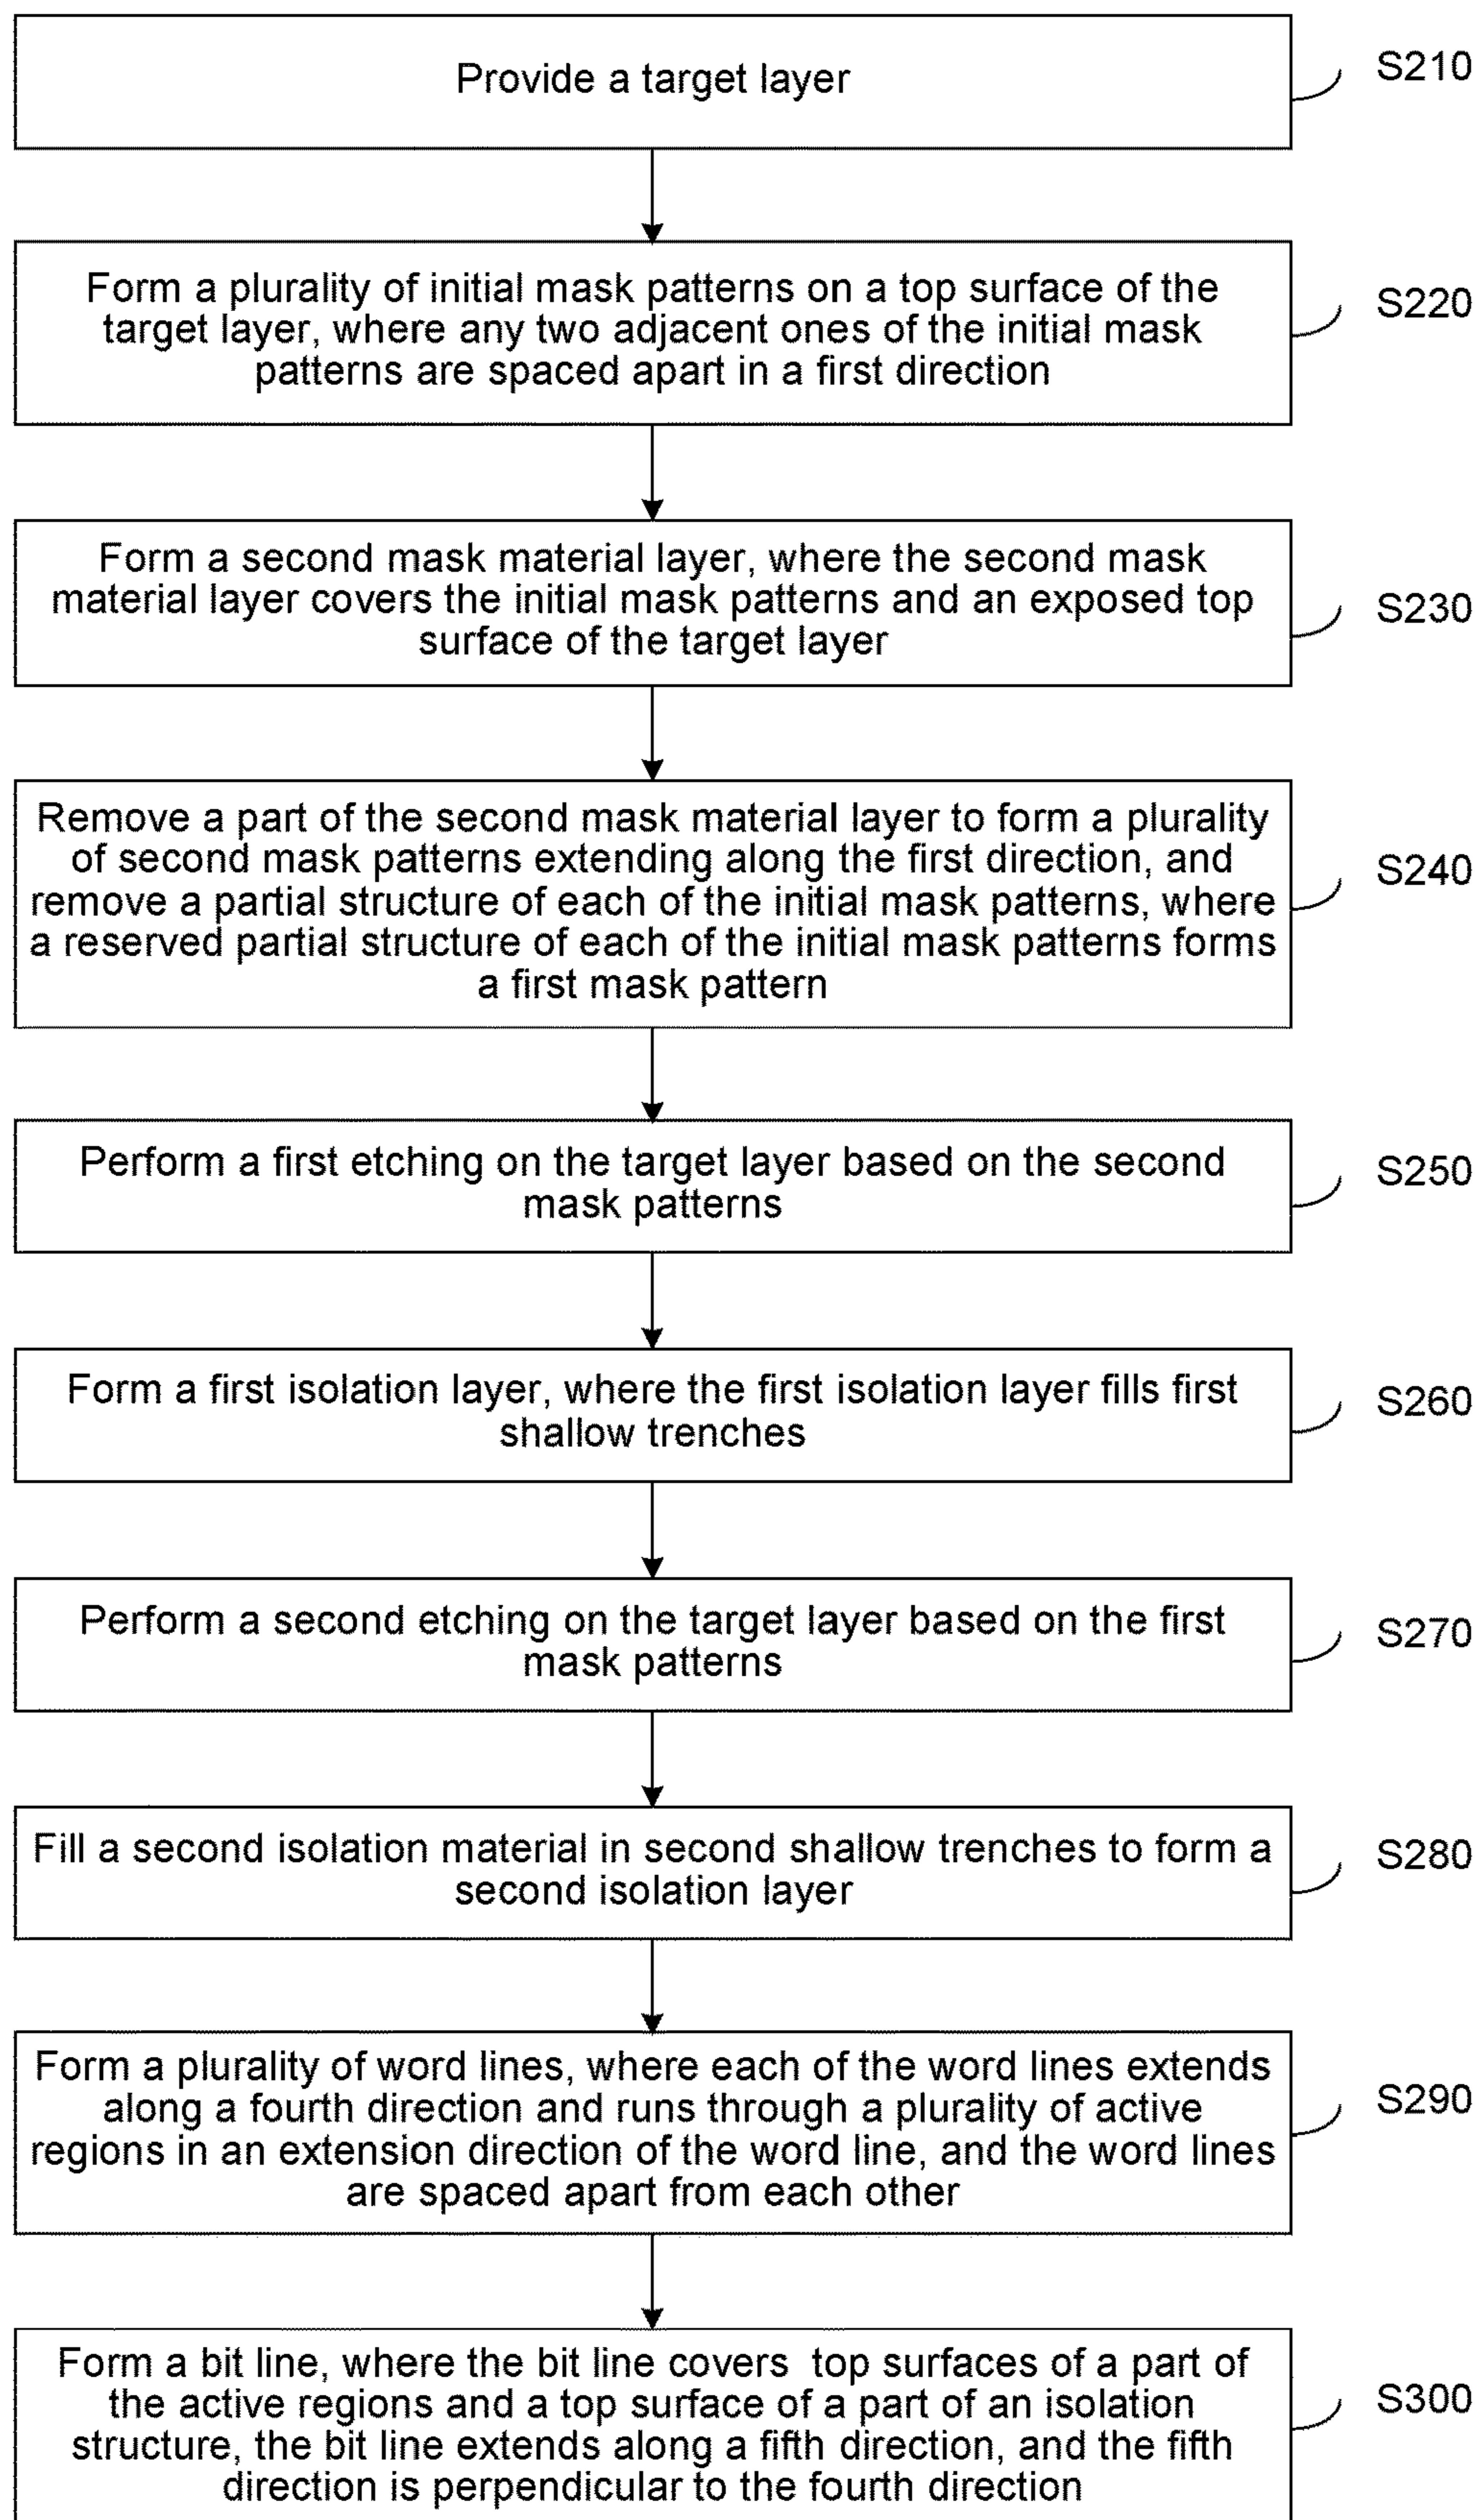 Provide a target layer
S210
Form a plurality of initial mask patterns on a top surface of the
target layer, where any two adjacent ones of the initial mask
patterns are spaced apart in a first direction
S220
Form a second mask material layer, where the second mask
material layer covers the initial mask patterns and an exposed top
surface of the target layer
S230
Remove a part of the second mask material layer to form a plurality
of second mask patterns extending along the first direction, and
remove a partial structure of each of the initial mask patterns, where
a reserved partial structure of each of the initial mask patterns forms
a first mask pattern
S240
Perform a first etching on the target layer based on the second
mask patterns
S250
Form a first isolation layer, where the first isolation layer fills first
shallow trenches
S260
Perform a second etching on the target layer based on the first
mask patterns
S270
Fill a second isolation material in second shallow trenches to form a
second isolation layer
S280
Form a plurality of word lines, where each of the word lines extends
along a fourth direction and runs through a plurality of active
regions in an extension direction of the word line, and the word lines
are spaced apart from each other
S290
Form a bit line, where the bit line covers top surfaces of a part of
the active regions and a top surface of a part of an isolation
structure, the bit line extends along a fifth direction, and the fifth
direction is perpendicular to the fourth direction
S300